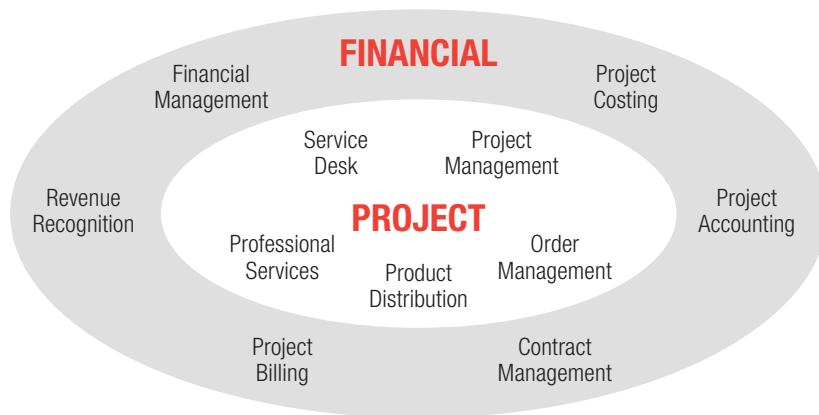 FINANCIAL
Financial
Management
Project
Costing
Service
Desk
Project
Management
Revenue
Recognition
PROJECT
Project
Accounting
Professional
Services
Product
Distribution
Order
Management
Project
Billing
Contract
Management